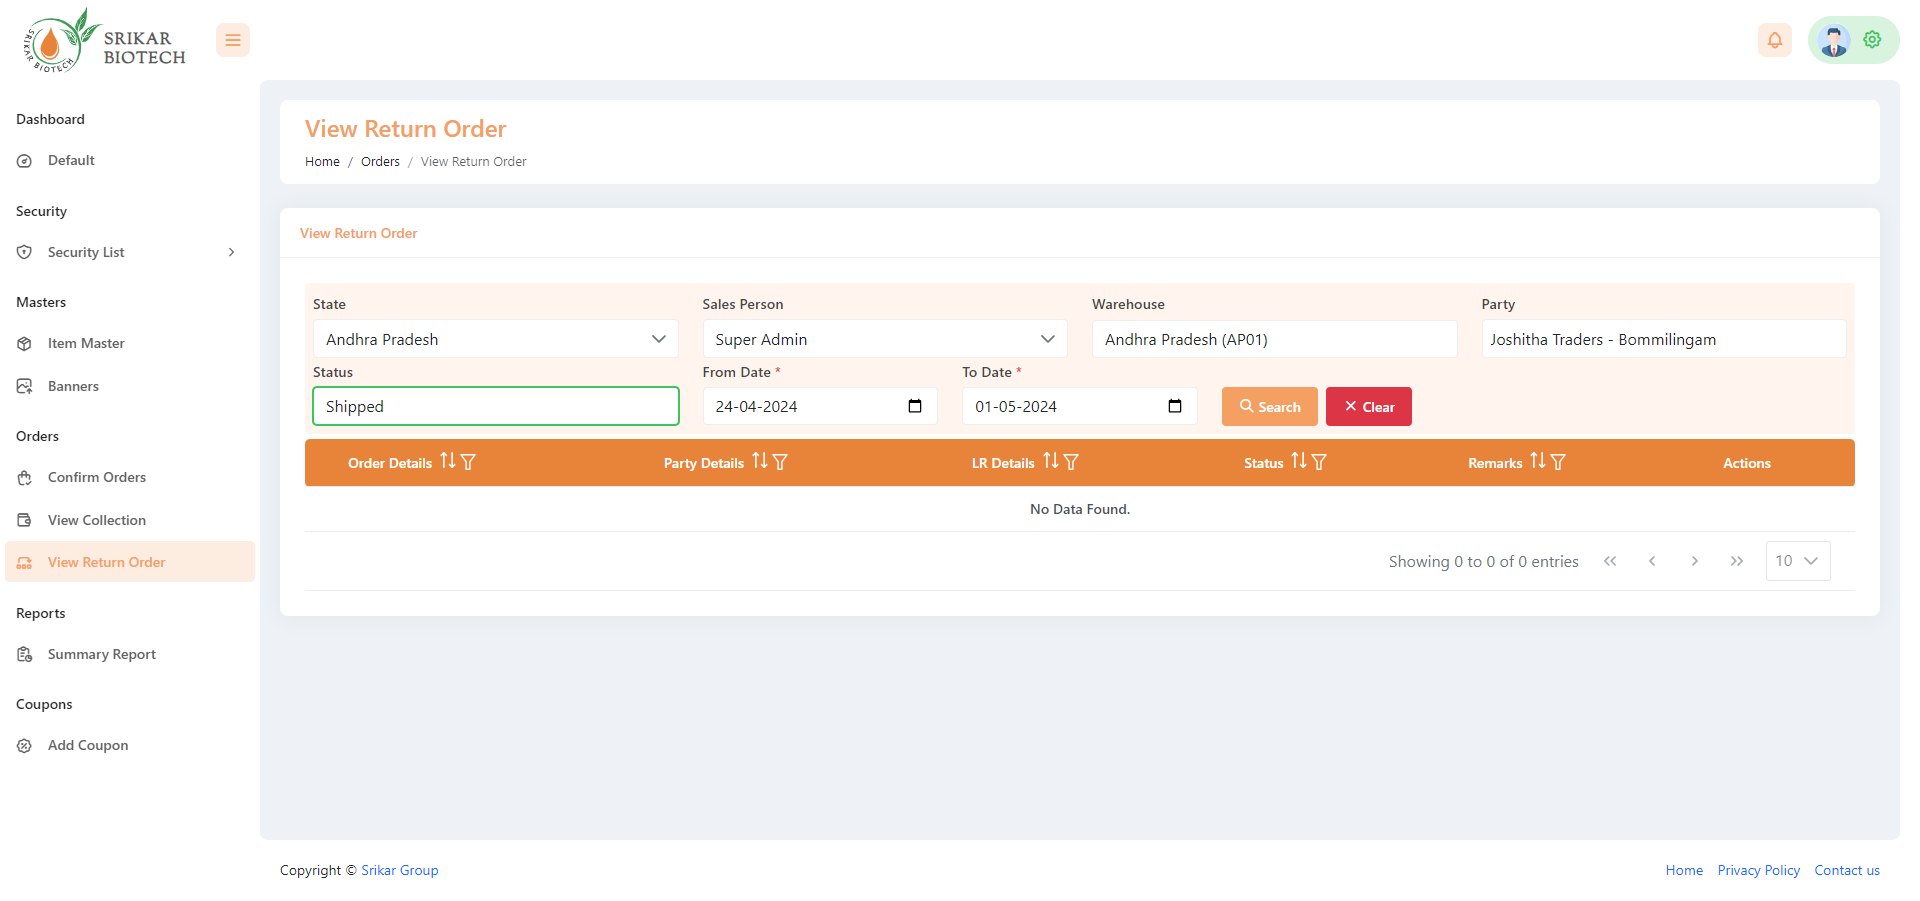 SRIKAR BIOTECH
SRIKAR
BIOTECH
Dashboard
Default
Security
Security List
Masters
Item Master
Banners
Orders
Confirm Orders
View Collection
View Return Order
Reports
Summary Report
Coupons
Add Coupon
View Return Order
Home / Orders / View Return Order
View Return Order
State Sales Person Warehouse Party
Andhra Pradesh Super Admin Andhra Pradesh (AP01) Joshitha Traders - Bommilingam
Status From Date * To Date *
Shipped 24-04-2024 01-05-2024 Search Clear
Order Details Party Details LR Details Status Remarks Actions
No Data Found.
Showing 0 to 0 of 0 entries 10
Copyright © Srikar Group Home Privacy Policy Contact us